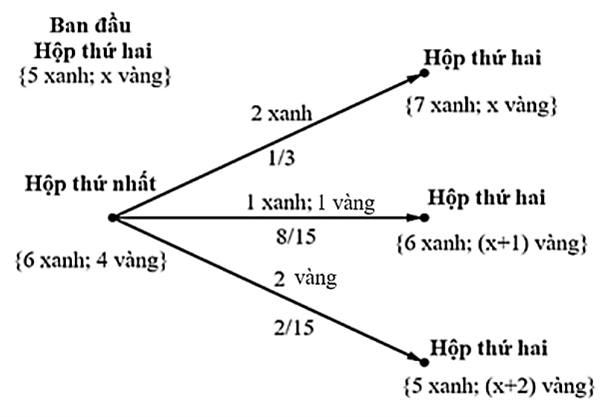 Ban đầu
Hộp thứ hai
{5 xanh; x vàng}
Hộp thứ hai
{7 xanh; x vàng}
2 xanh
1/3
Hộp thứ nhất
{6 xanh; 4 vàng}
1 xanh; 1 vàng
8/15
Hộp thứ hai
{6 xanh; (x+1) vàng}
2 vàng
2/15
Hộp thứ hai
{5 xanh; (x+2) vàng}